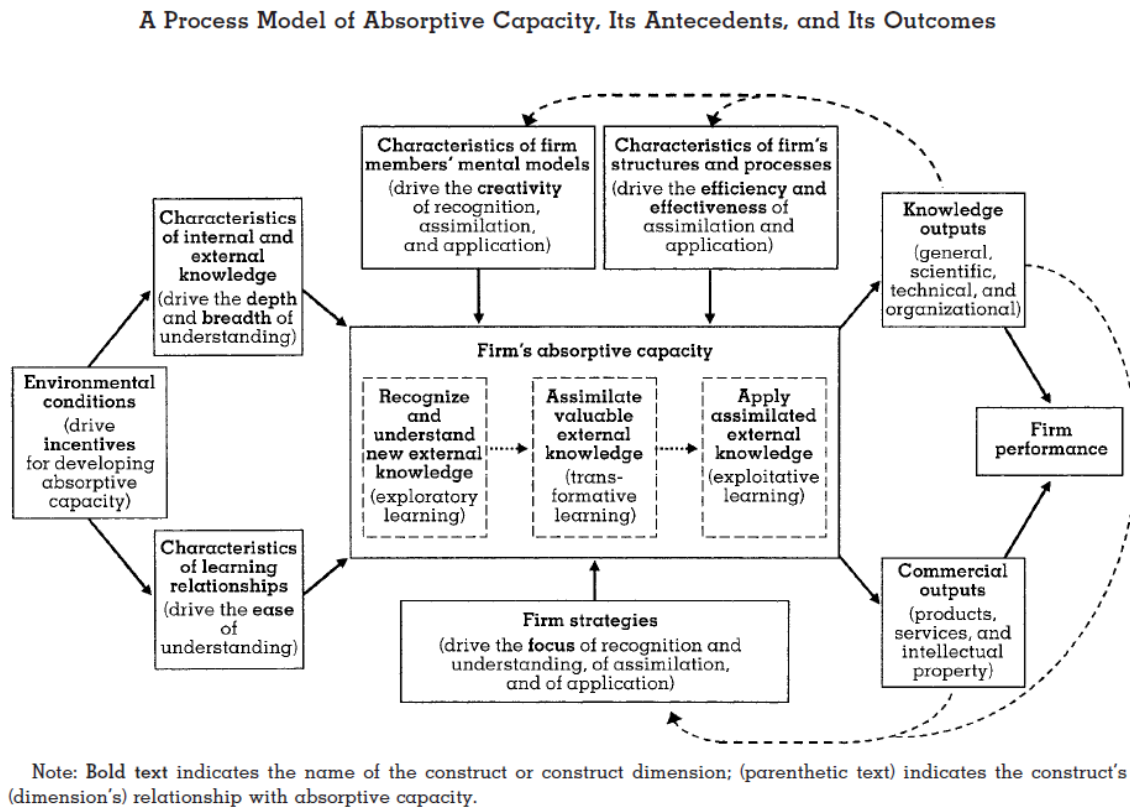 A Process Model of Absorptive Capacity, Its Antecedents, and Its Outcomes
Characteristics of firm
members' mental models
(drive the creativity
of recognition,
assimilation,
and application)
Characteristics of firm's
structures and processes
(drive the efficiency and
effectiveness of
assimilation and
application)
Characteristics
of internal and
external
knowledge
(drive the depth
and breadth of
understanding)
Knowledge
outputs
(general,
scientific,
technical, and
organizational)
Environmental
conditions
(drive
incentives
for developing
absorptive
capacity)
Firm's absorptive capacity
Recognize
and
understand
new external
knowledge
(exploratory
learning)
Assimilate
valuable
external
knowledge
(trans-
formative
learning)
Apply
assimilated
external
knowledge
(exploitative
learning)
Firm
performance
Characteristics
of learning
relationships
(drive the ease
of
understanding)
Firm strategies
(drive the focus of recognition and
understanding, of assimilation,
and of application)
Commercial
outputs
(products,
services, and
intellectual
property)
Note: Bold text indicates the name of the construct or construct dimension; (parenthetic text) indicates the construct's
(dimension's) relationship with absorptive capacity.